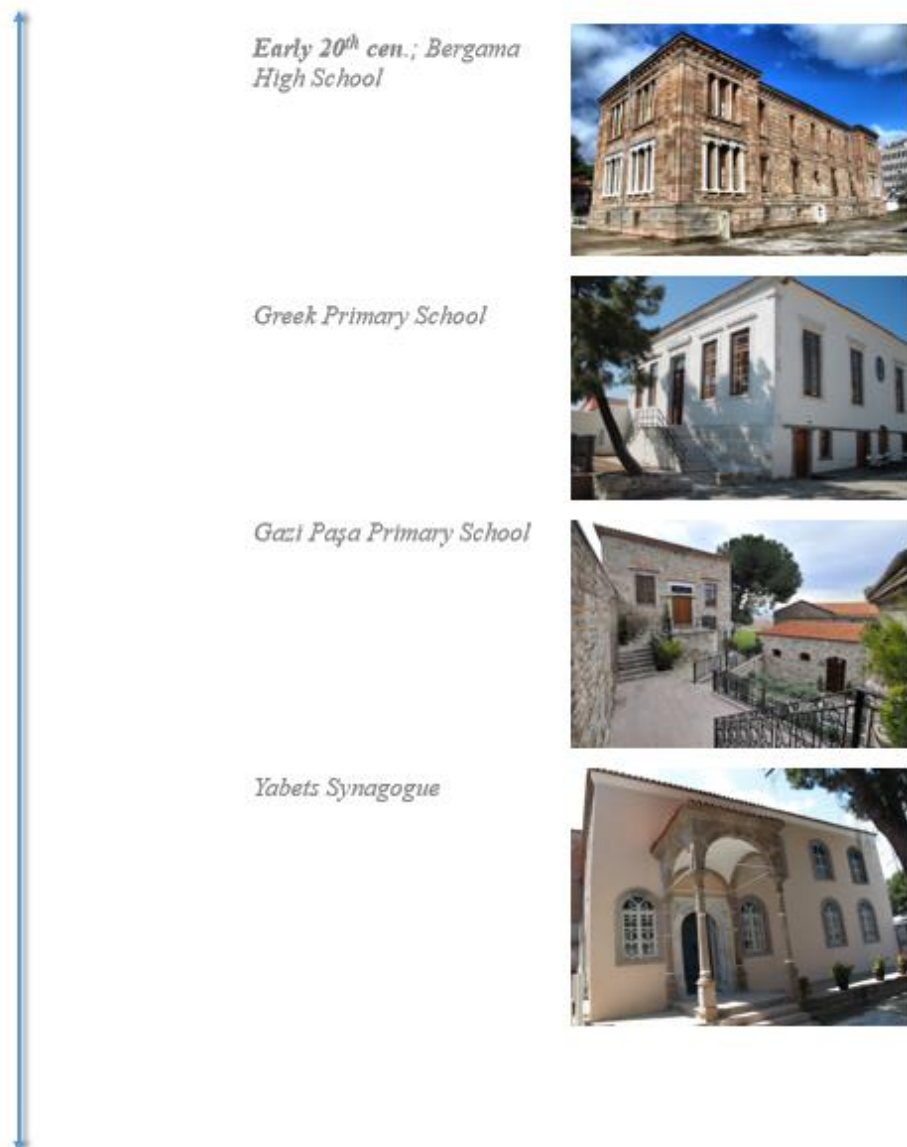 Early 20th cen.; Bergama
High School
Greek Primary School
Gazi Paşa Primary School
Yabets Synagogue